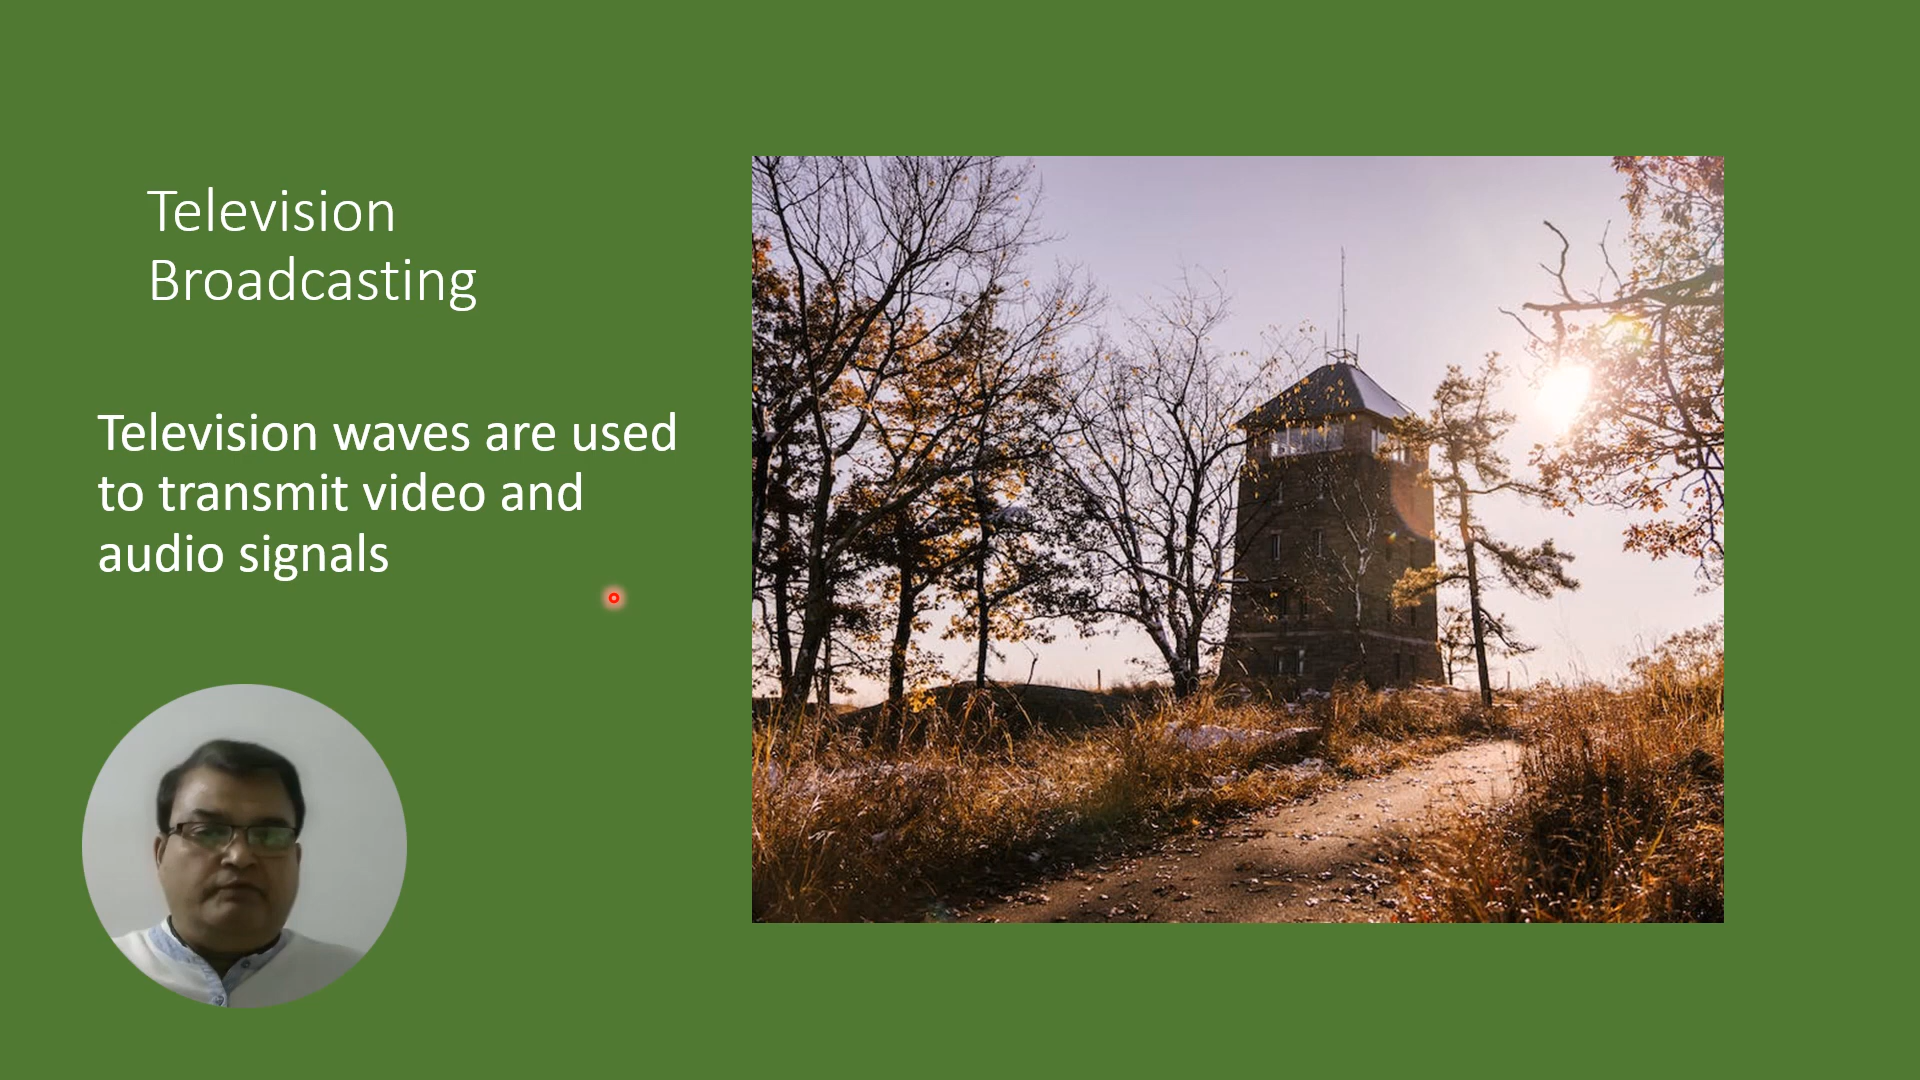 Television
Broadcasting
Television waves are used
to transmit video and
audio signals